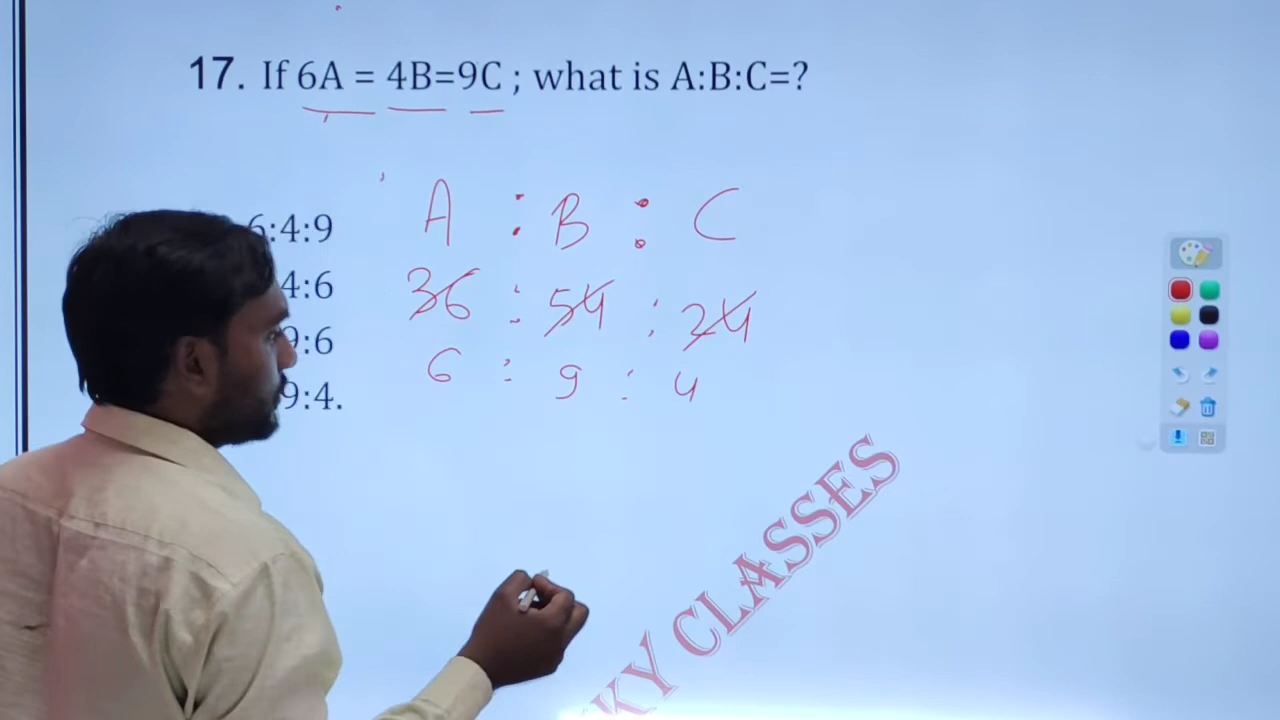 17. If 6A = 4B=9C ; what is A:B:C=?
A : B : C
6:4:9
36 : 54 : 24
4:6
6 : 9 : 4
9:6
9:4.
KY CLASSES